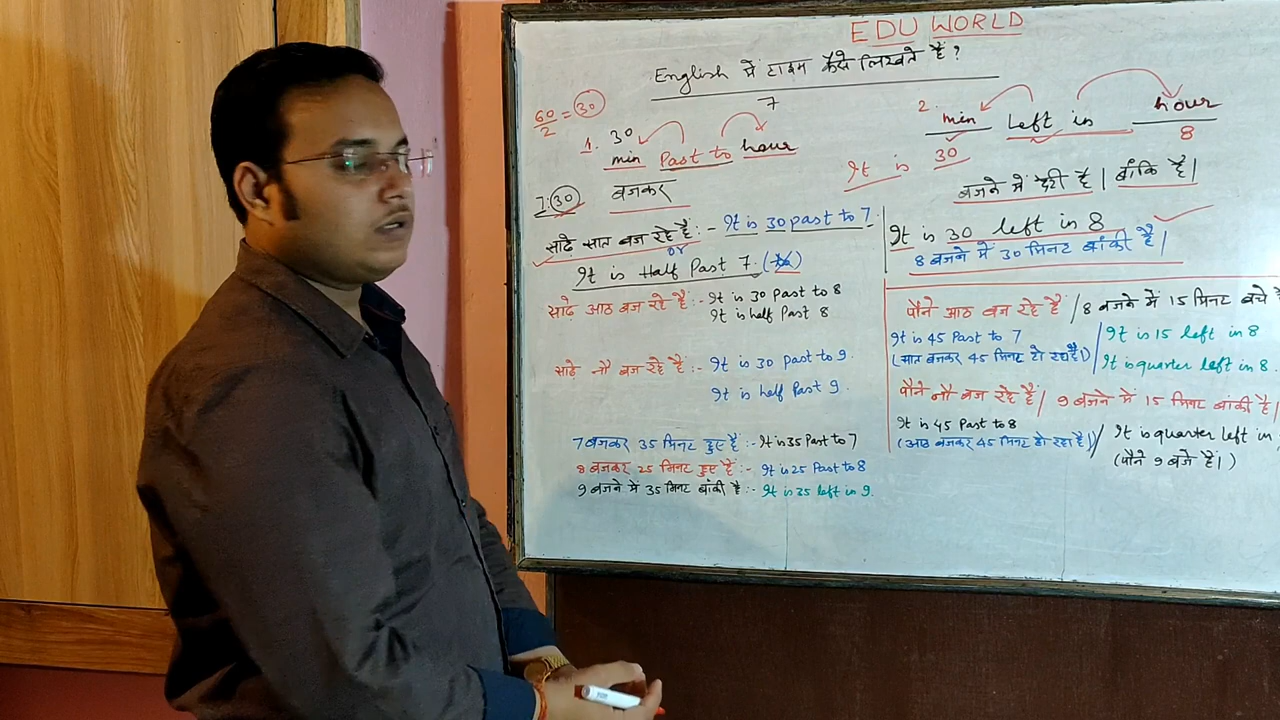 EDU WORLD
English में टाइम कैसे लिखते हैं ?
60/2 = 30
7
1. 30
min Past to hour
बजकर
7:30
साढ़े सात बज रहे हैं :- It is 30 past to 7
or
It is Half Past 7
साढ़े आठ बज रहे हैं :- It is 30 Past to 8
It is half Past 8
साढ़े नौ बज रहे हैं :- It is 30 past to 9.
It is half Past 9.
7 बजकर 35 मिनट हुए हैं :- It is 35 Past to 7
8 बजकर 25 मिनट हुए हैं :- It is 25 Past to 8
9 बजने में 35 मिनट बांकी है :- It is 35 left in 9.
2. min Left in hour
8
It is 30
बजने में देरी है | बांकि है |
It is 30 left in 8
8 बजने में 30 मिनट बांकी है |
पौने आठ बज रहे हैं / 8 बजने में 15 मिनट बचे
It is 45 Past to 7 / It is 15 left in 8
(सात बजकर 45 मिनट हो रहा है।) It is quarter left in 8.
पौने नौ बज रहे हैं / 9 बजने में 15 मिनट बांकी है |
It is 45 Past to 8
(आठ बजकर 45 मिनट हो रहा है।) / It is quarter left in
(पौने 9 बजे हैं।)